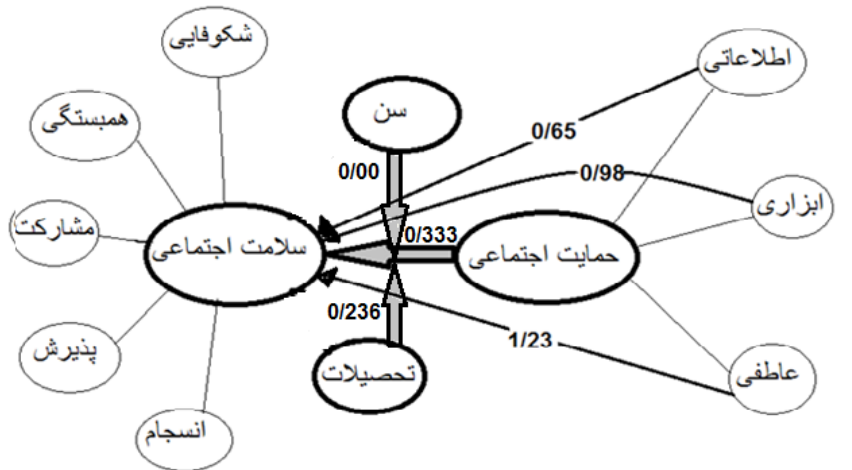 شکوفایی
اطلاعاتی
سن
همبستگی
0/65
0/00
0/98
ابزاری
مشارکت
0/333
سلامت اجتماعی
حمایت اجتماعی
0/236
پذیرش
1/23
تحصیلات
عاطفی
انسجام